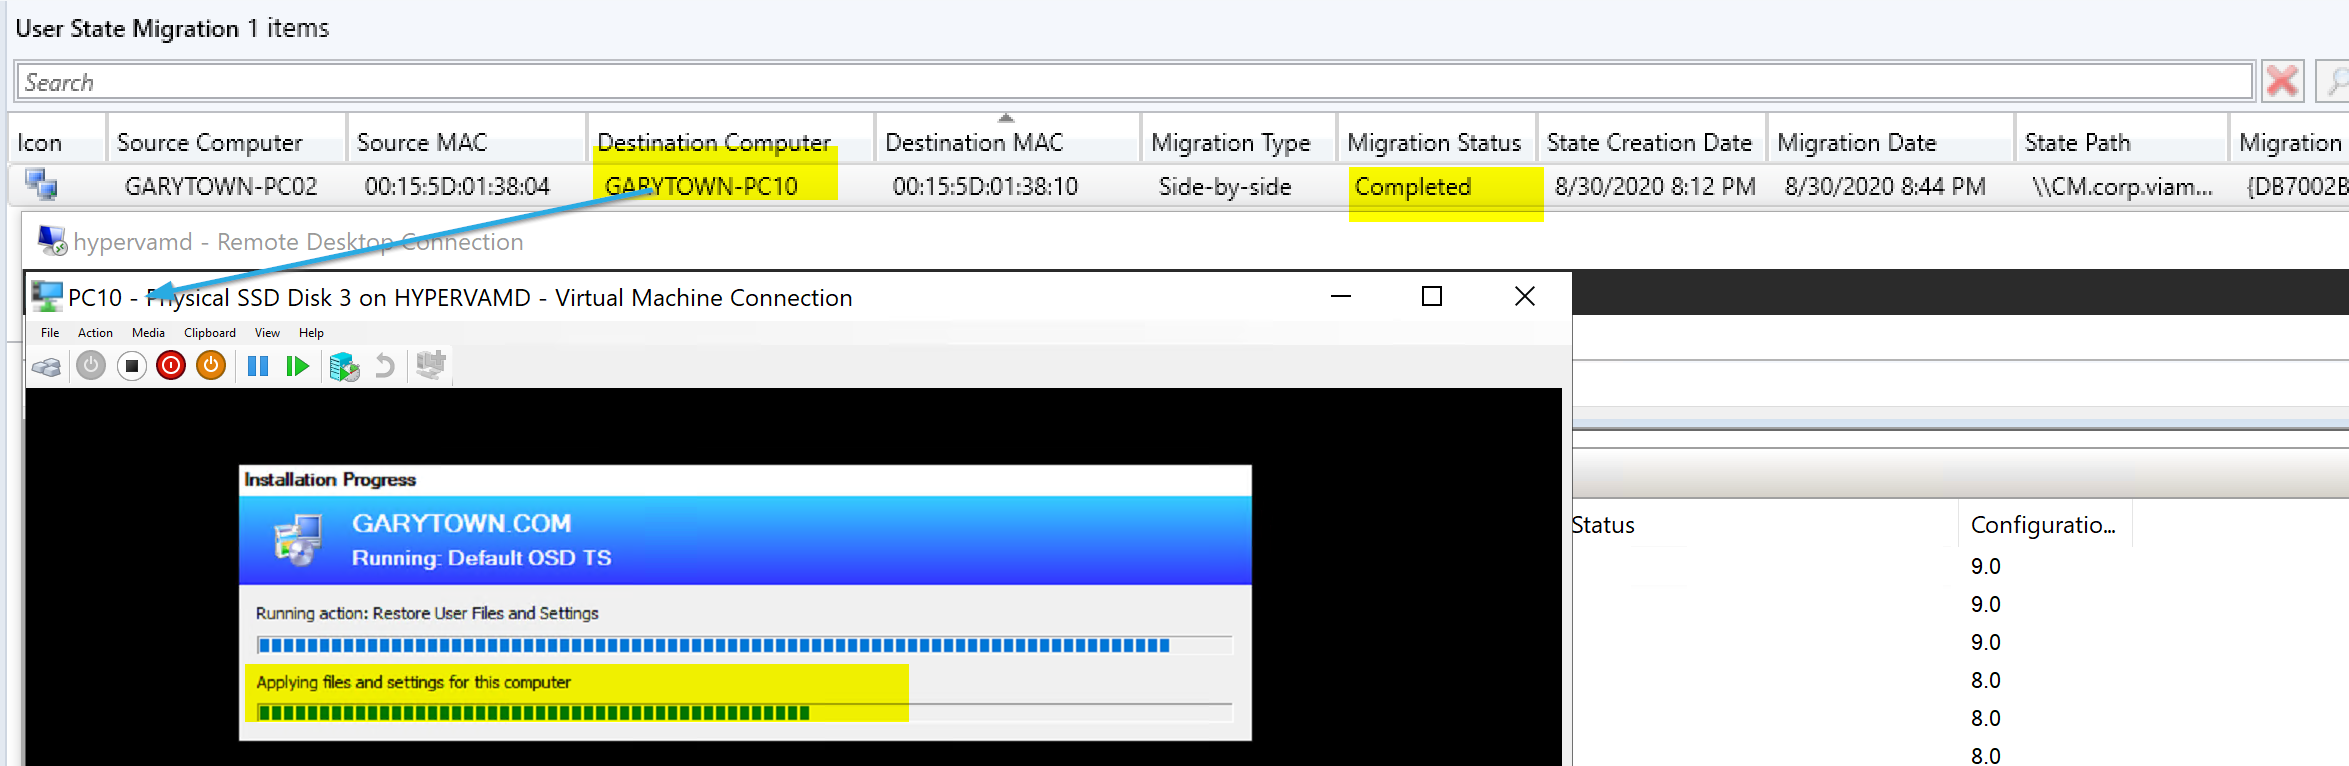 User State Migration 1 items
Search
Icon Source Computer Source MAC Destination Computer Destination MAC Migration Type Migration Status State Creation Date Migration Date State Path Migration
GARYTOWN-PC02 00:15:5D:01:38:04 GARYTOWN-PC10 00:15:5D:01:38:10 Side-by-side Completed 8/30/2020 8:12 PM 8/30/2020 8:44 PM \\CM.corp.viam... {DB7002B
hypervamd - Remote Desktop Connection
PC10 - Physical SSD Disk 3 on HYPERVAMD - Virtual Machine Connection
File Action Media Clipboard View Help
Installation Progress
GARYTOWN.COM
Running: Default OSD TS
Running action: Restore User Files and Settings
Applying files and settings for this computer
Status Configuratio...
9.0
9.0
9.0
8.0
8.0
8.0